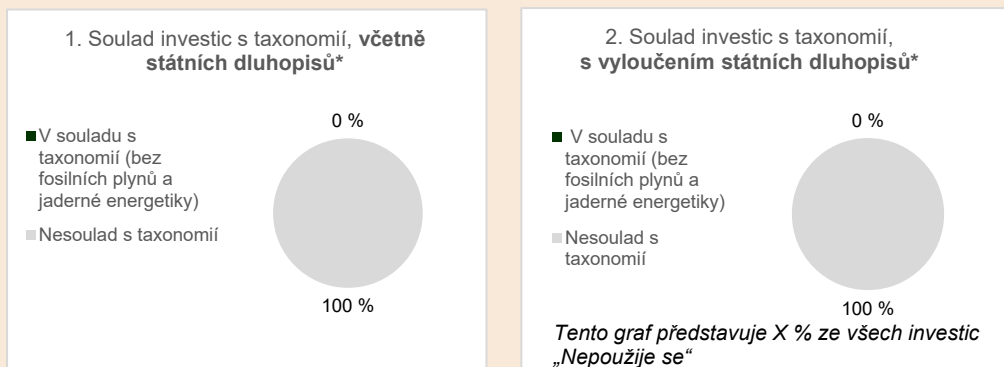 1. Soulad investic s taxonomií, včetně
státních dluhopisů*
0 %
V souladu s
taxonomií (bez
fosilních plynů a
jaderné energetiky)
Nesoulad s taxonomií
100 %
2. Soulad investic s taxonomií,
s vyloučením státních dluhopisů*
0 %
V souladu s
taxonomií (bez
fosilních plynů a
jaderné energetiky)
Nesoulad s
taxonomií
100 %
Tento graf představuje X % ze všech investic
„Nepoužije se“